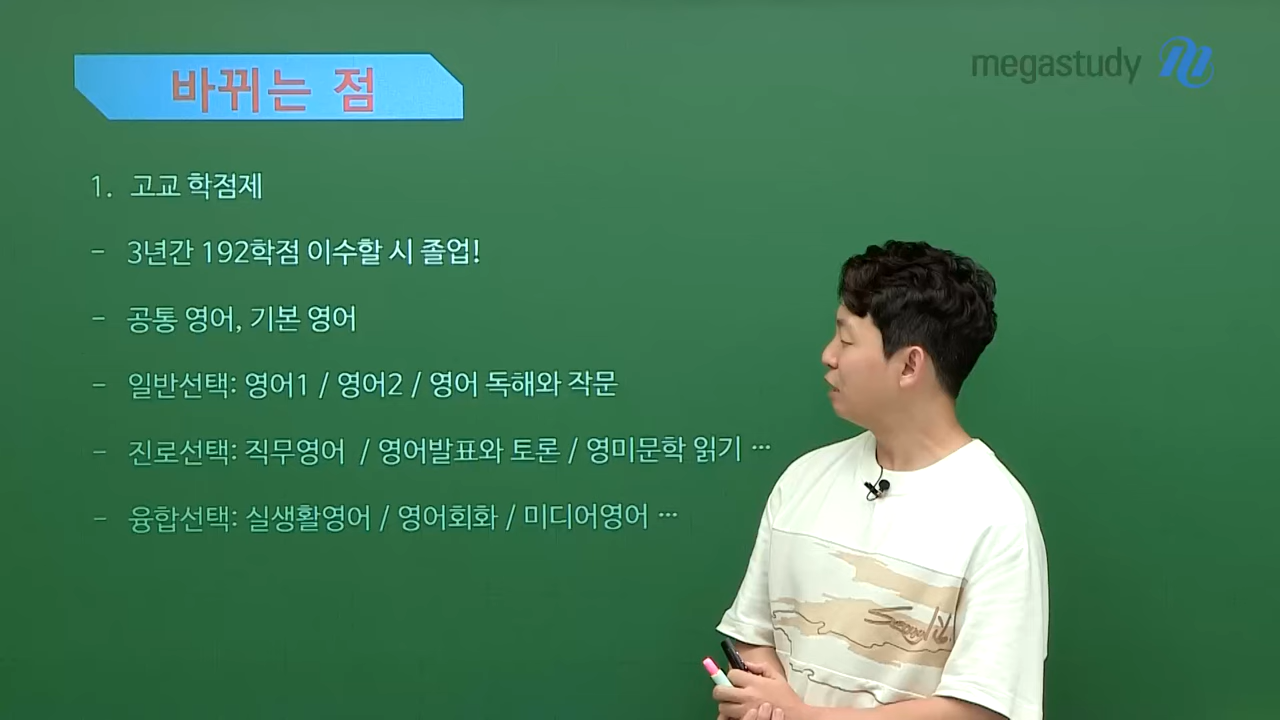 바뀌는 점
megastudy
1. 고교 학점제
- 3년간 192학점 이수할 시 졸업!
- 공통 영어, 기본 영어
- 일반선택: 영어1 / 영어2 / 영어 독해와 작문
- 진로선택: 직무영어 / 영어발표와 토론 / 영미문학 읽기 …
- 융합선택: 실생활영어 / 영어회화 / 미디어영어 …